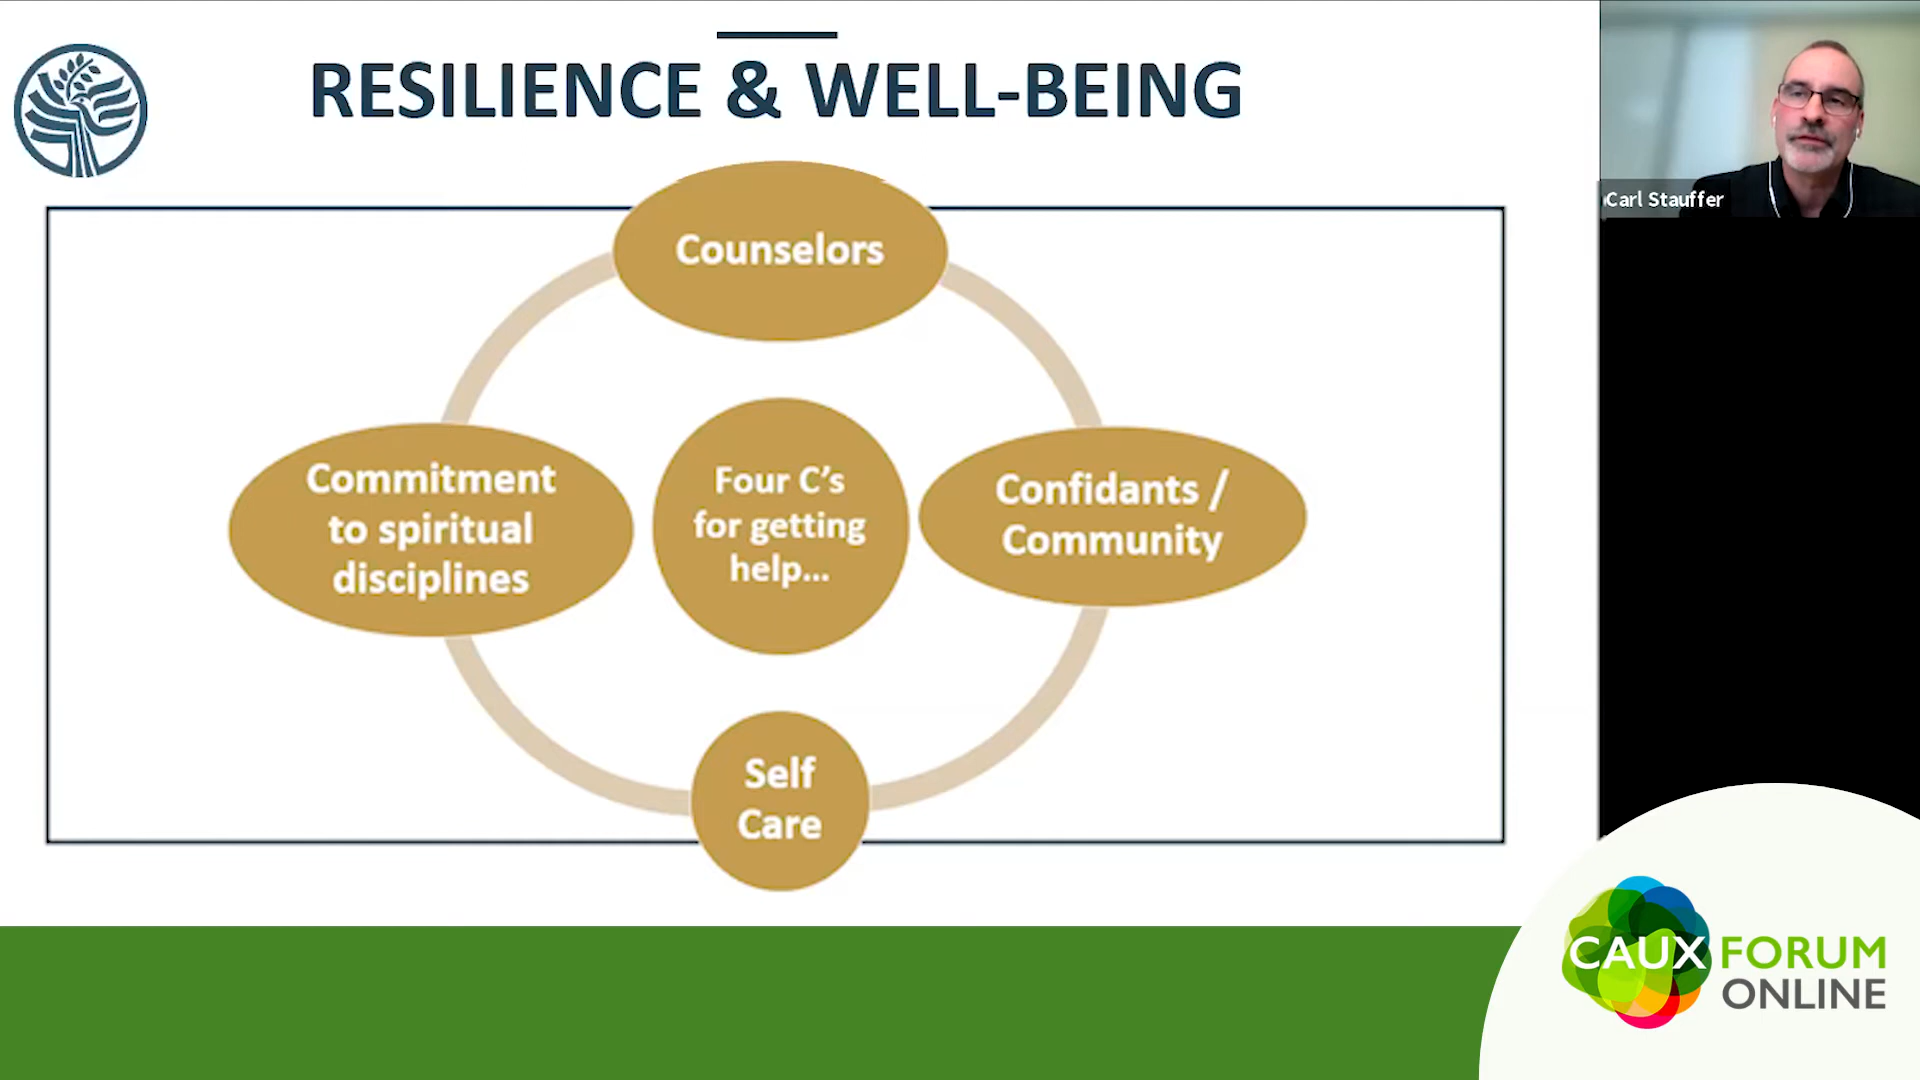 RESILIENCE & WELL-BEING
Carl Stauffer
Counselors
Commitment
to spiritual
disciplines
Four C’s
for getting
help...
Confidants /
Community
Self
Care
CAUX FORUM
ONLINE